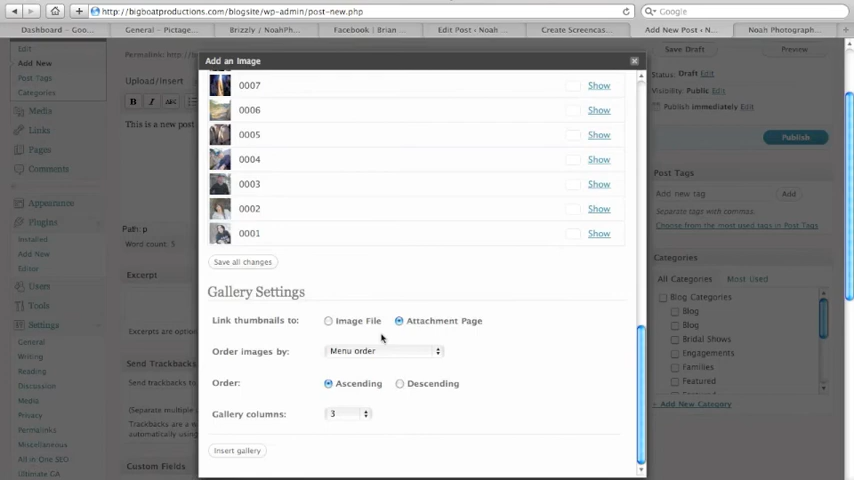 http://bigboatproductions.com/blogsite/wp-admin/post-new.php
Google
Dashboard – Goo...
General – Pictage...
Brizzly / NoahPh...
Facebook | Brian ...
Edit Post ‹ Noah ...
Create Screencas...
Add New Post ‹ N...
Noah Photograph...
Edit
Add New
Post Tags
Categories
Media
Links
Pages
Comments
Appearance
Plugins
Installed
Add New
Editor
Users
Tools
Settings
General
Writing
Reading
Discussion
Media
Privacy
Permalinks
Miscellaneous
All in One SEO
Ultimate GA
Permalink: http://b
Upload/Insert
B I ABC
This is a new post
Path: p
Word count: 5
Excerpt
Excerpts are option
Send Trackbacks
Send trackbacks to
(Separate multiple
Trackbacks are a w
automatically using
Custom Fields
Add an Image
0007 Show
0006 Show
0005 Show
0004 Show
0003 Show
0002 Show
0001 Show
Save all changes
Gallery Settings
Link thumbnails to: Image File Attachment Page
Order images by: Menu order
Order: Ascending Descending
Gallery columns: 3
Insert gallery
Save Draft
Preview
Status: Draft Edit
Visibility: Public Edit
Publish immediately Edit
Publish
Post Tags
Add new tag
Add
Separate tags with commas.
Choose from the most used tags in Post Tags
Categories
All Categories
Most Used
Blog Categories
Blog
Blog
Bridal Shows
Engagements
Families
Featured
+ Add New Category